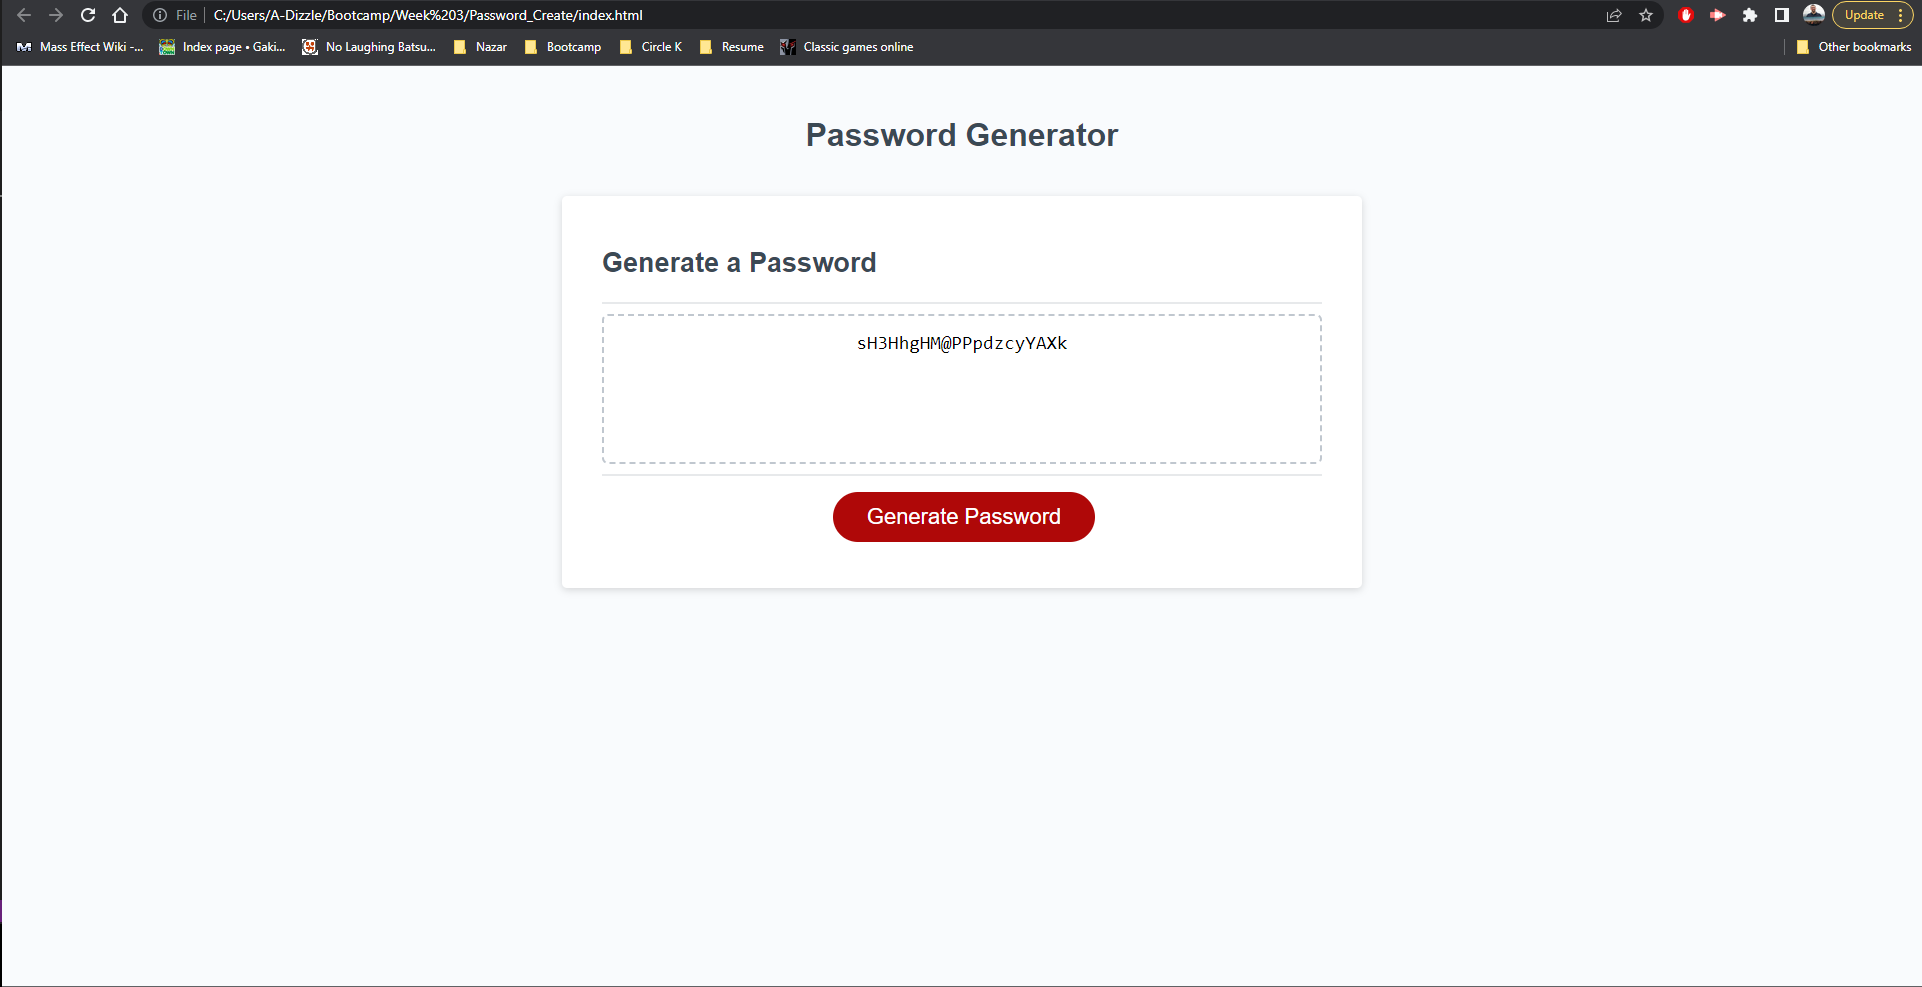 File C:/Users/A-Dizzle/Bootcamp/Week%203/Password_Create/index.html Update
Mass Effect Wiki -... Index page • Gaki... No Laughing Batsu... Nazar Bootcamp Circle K Resume Classic games online Other bookmarks
Password Generator
Generate a Password
sH3HhgHM@PPpdzcyYAXk
Generate Password